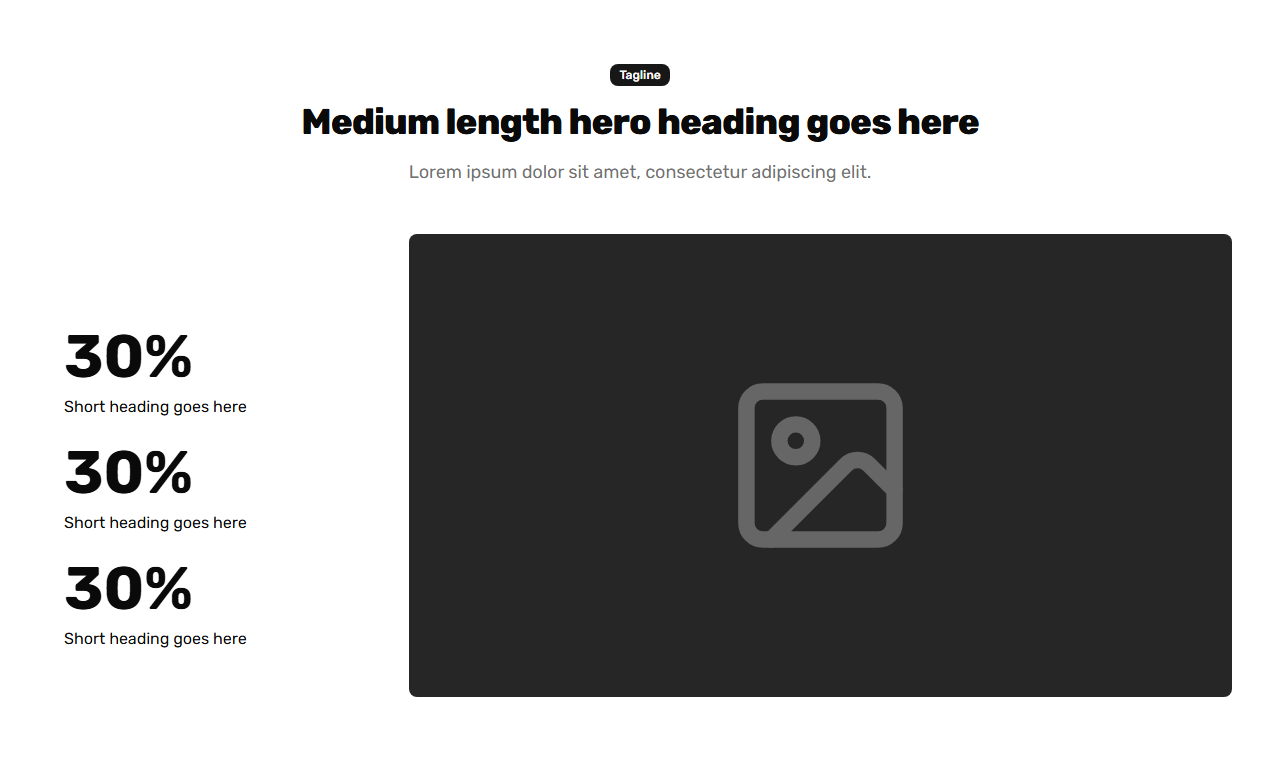 Tagline
Medium length hero heading goes here
Lorem ipsum dolor sit amet, consectetur adipiscing elit.
30%
Short heading goes here
30%
Short heading goes here
30%
Short heading goes here